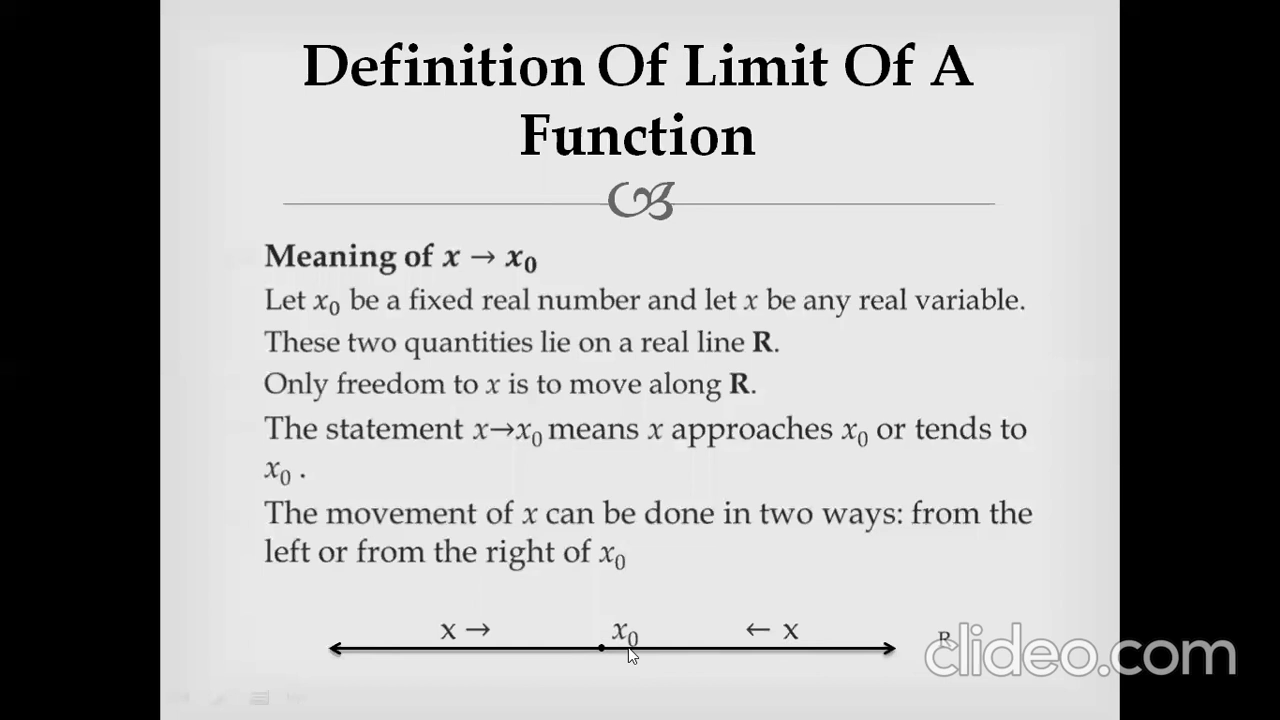 Definition Of Limit Of A
Function
Meaning of x → x₀
Let x₀ be a fixed real number and let x be any real variable.
These two quantities lie on a real line R.
Only freedom to x is to move along R.
The statement x→x₀ means x approaches x₀ or tends to
x₀ .
The movement of x can be done in two ways: from the
left or from the right of x₀
x → x₀ ← x R
clideo.com